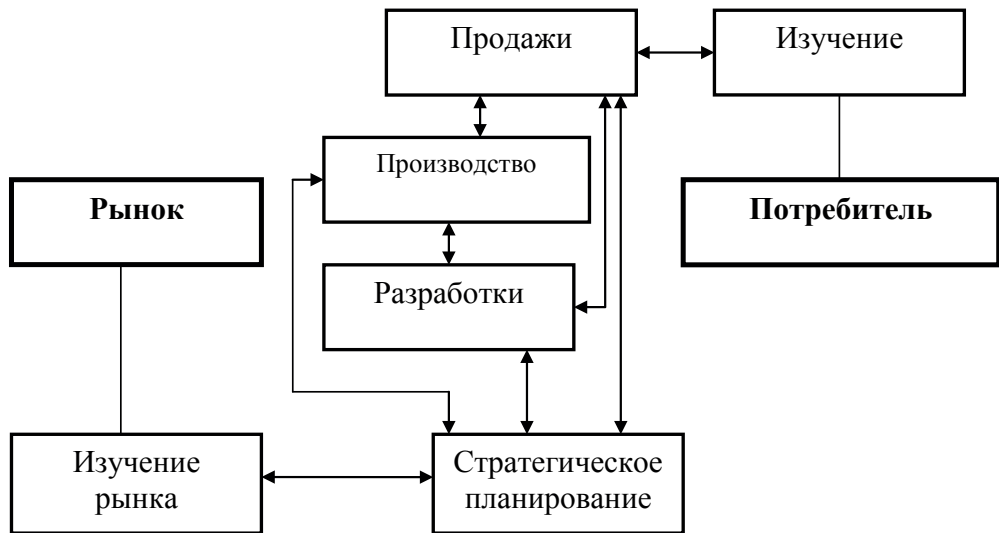 Продажи
Изучение
Производство
Рынок
Потребитель
Разработки
Изучение
рынка
Стратегическое
планирование